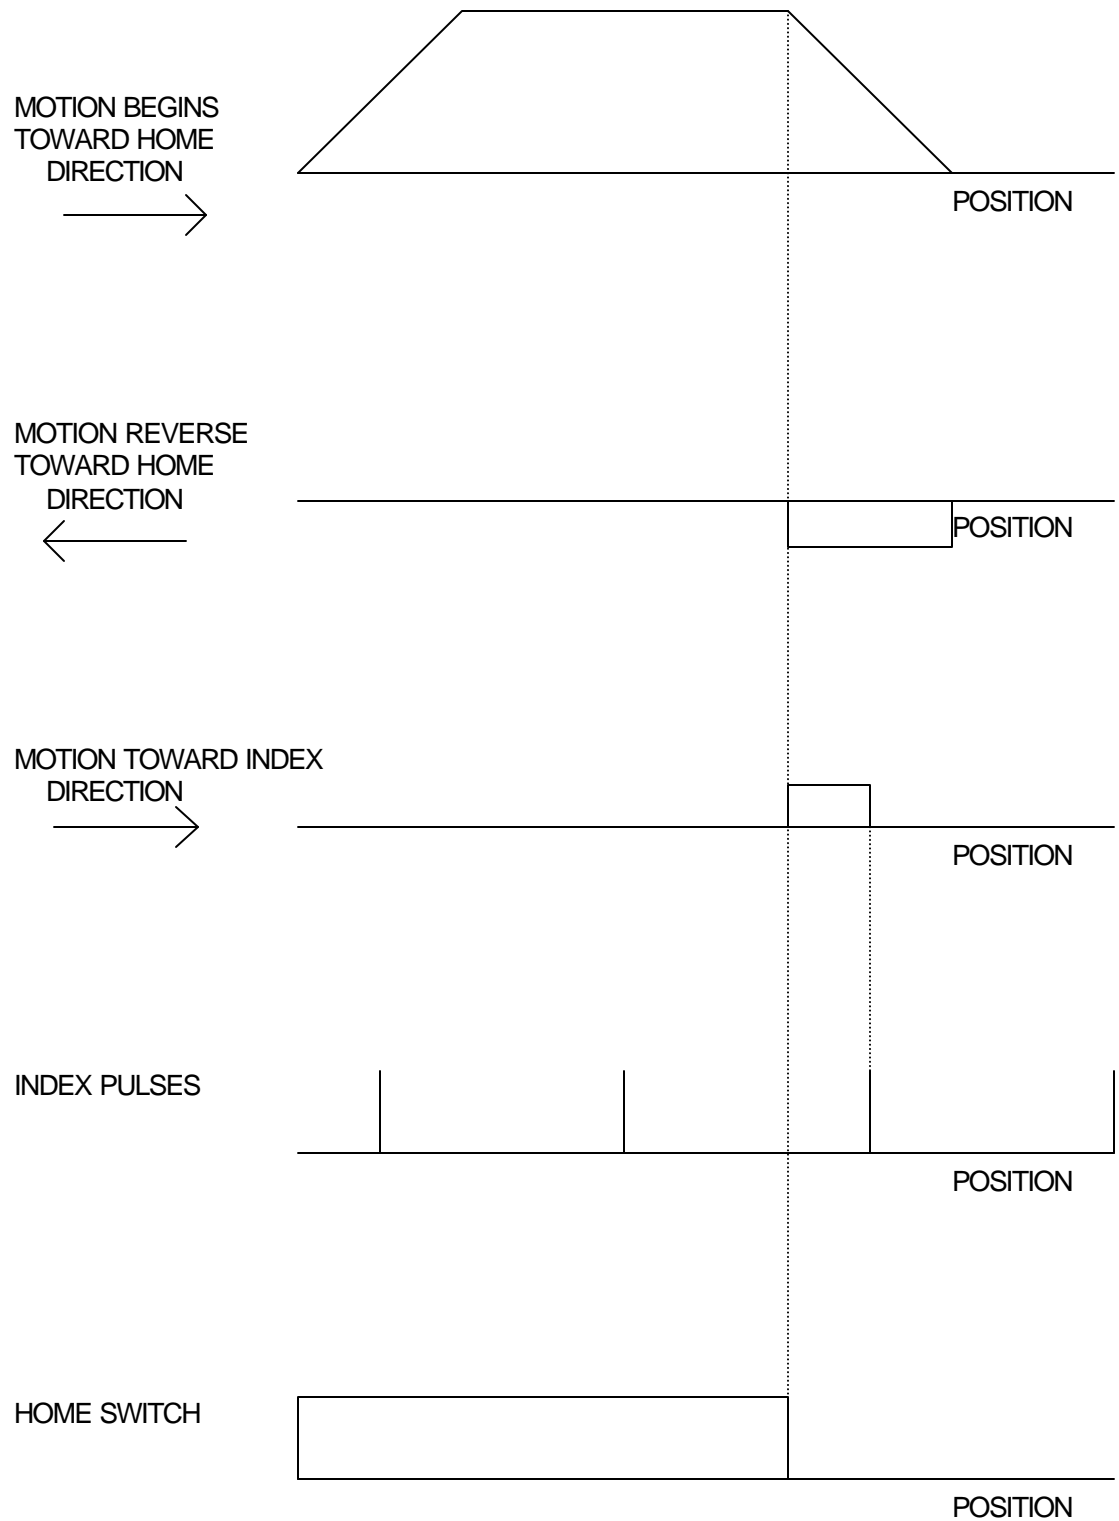 MOTION BEGINS
TOWARD HOME
DIRECTION
POSITION
MOTION REVERSE
TOWARD HOME
DIRECTION
POSITION
MOTION TOWARD INDEX
DIRECTION
POSITION
INDEX PULSES
POSITION
HOME SWITCH
POSITION